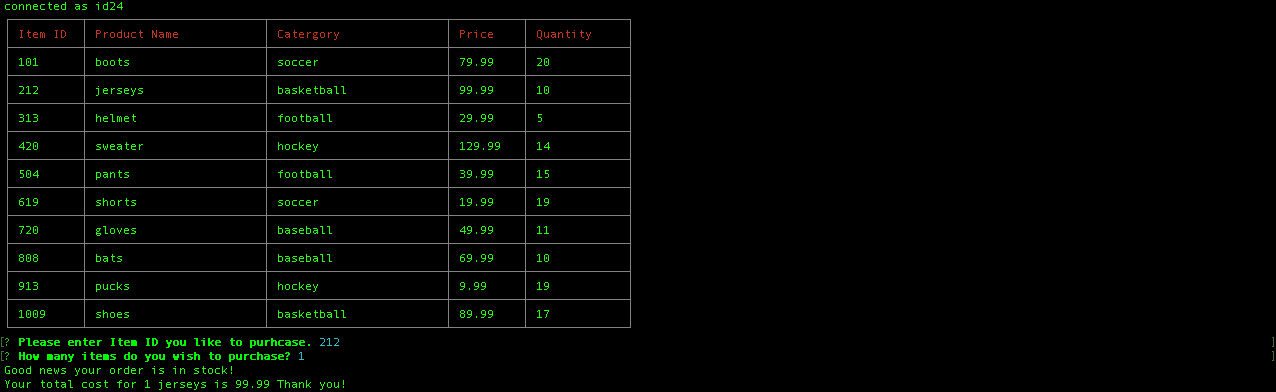 connected as id24
Item ID Product Name Catergory Price Quantity
101 boots soccer 79.99 20
212 jerseys basketball 99.99 10
313 helmet football 29.99 5
420 sweater hockey 129.99 14
504 pants football 39.99 15
619 shorts soccer 19.99 19
720 gloves baseball 49.99 11
808 bats baseball 69.99 10
913 pucks hockey 9.99 19
1009 shoes basketball 89.99 17
[? Please enter Item ID you like to purhcase. 212 ]
[? How many items do you wish to purchase? 1 ]
Good news your order is in stock!
Your total cost for 1 jerseys is 99.99 Thank you!